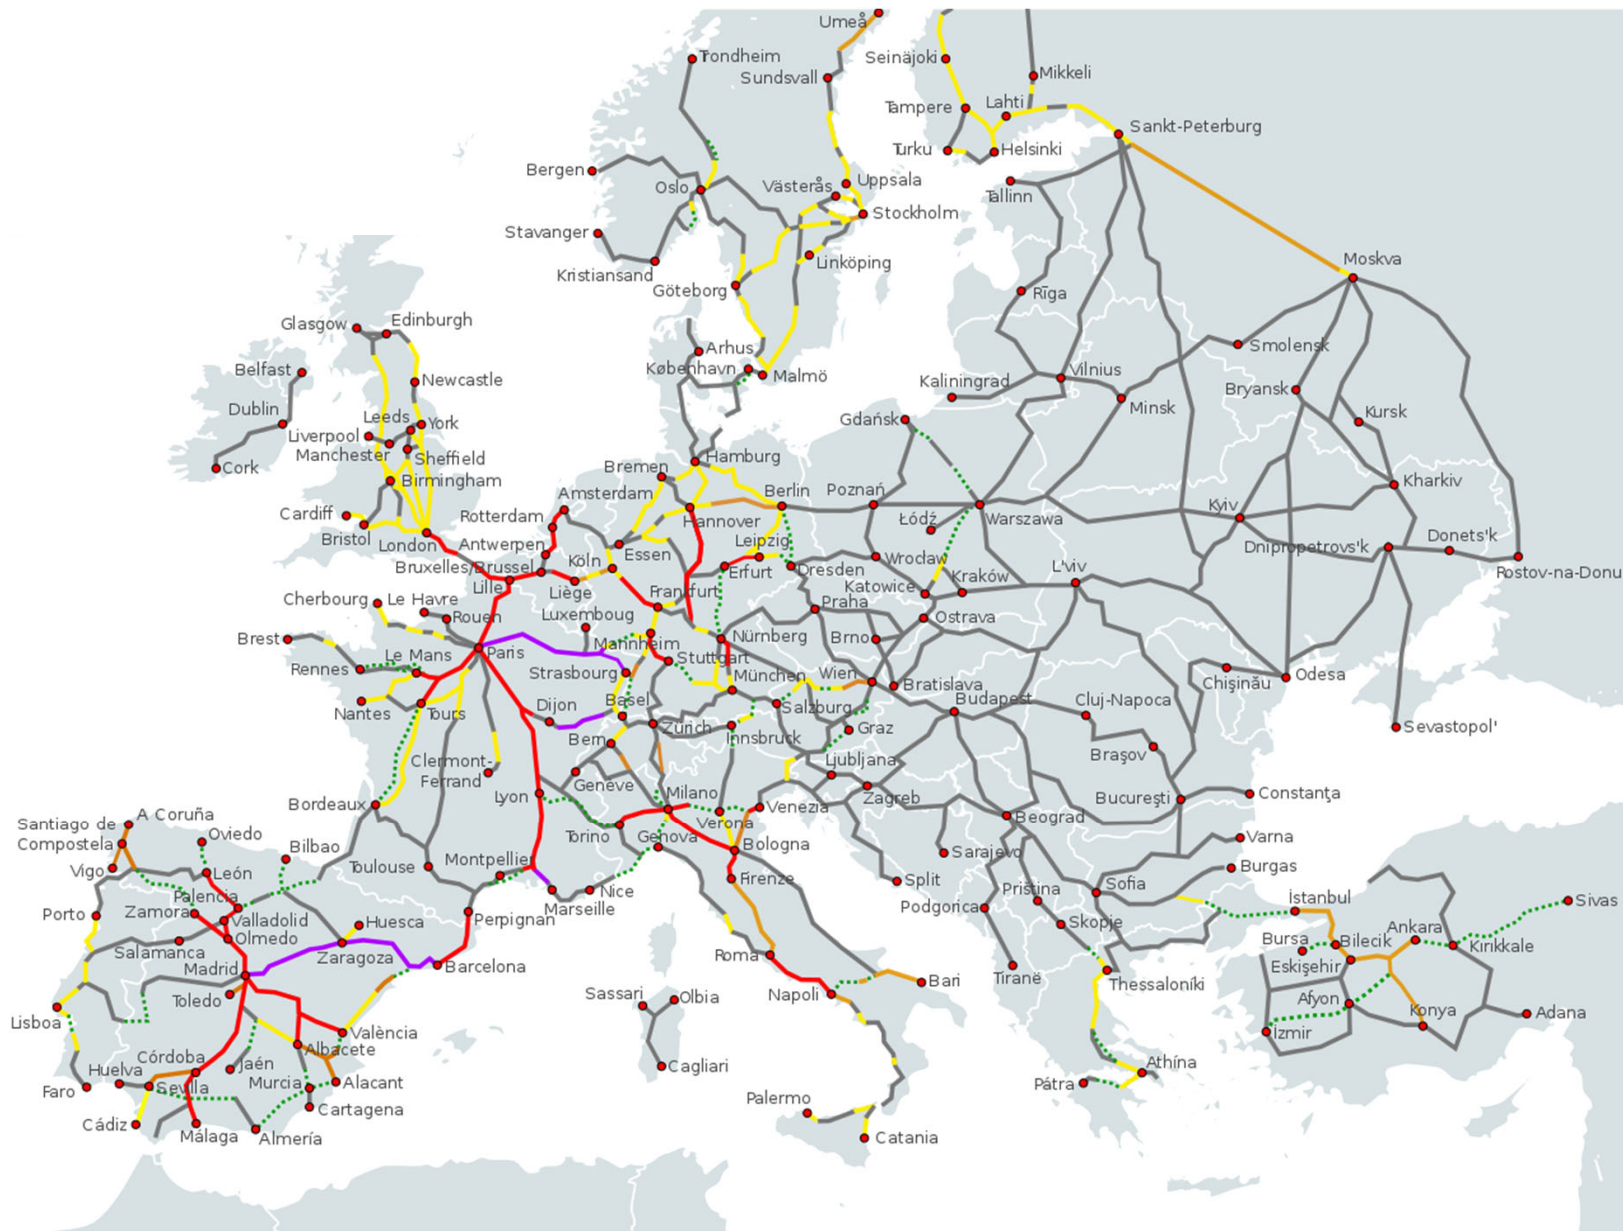 Umeå
Trondheim
Sundsvall
Seinäjoki
Mikkeli
Tampere
Lahti
Sankt-Peterburg
Turku
Helsinki
Bergen
Oslo
Västerås
Uppsala
Tallinn
Stockholm
Stavanger
Linköping
Kristiansand
Göteborg
Moskva
Rīga
Glasgow
Edinburgh
Smolensk
Arhus
Belfast
København
Malmö
Newcastle
Kaliningrad
Vilnius
Bryansk
Minsk
Dublin
Leeds
York
Gdańsk
Kursk
Liverpool
Manchester
Sheffield
Cork
Birmingham
Bremen
Hamburg
Kharkiv
Amsterdam
Berlin
Poznań
Cardiff
Rotterdam
Hannover
Łódź
Warszawa
Kyiv
Bristol
London
Antwerpen
Essen
Leipzig
Dnipropetrovs'k
Donets'k
Bruxelles/Brussel
Köln
Erfurt
Dresden
Wrocław
L'viv
Rostov-na-Donu
Lille
Liège
Frankfurt
Katowice
Kraków
Cherbourg
Le Havre
Rouen
Luxemboug
Praha
Ostrava
Brest
Paris
Mannheim
Nürnberg
Brno
Rennes
Le Mans
Strasbourg
Stuttgart
München
Wien
Bratislava
Chişinău
Odesa
Nantes
Tours
Dijon
Basel
Salzburg
Budapest
Cluj-Napoca
Sevastopol'
Bern
Zürich
Innsbruck
Graz
Braşov
Clermont-
Ferrand
Genève
Ljubljana
Bordeaux
Lyon
Milano
Venezia
Zagreb
Bucureşti
Constanţa
A Coruña
Santiago de
Compostela
Oviedo
Torino
Genova
Verona
Beograd
Varna
Bilbao
Toulouse
Montpellier
Bologna
Sarajevo
Vigo
León
Firenze
Split
Burgas
Palencia
Nice
Marseille
Priština
Sofia
Podgorica
İstanbul
Sivas
Porto
Zamora
Valladolid
Huesca
Perpignan
Skopje
Olmedo
Salamanca
Zaragoza
Bursa
Bilecik
Ankara
Kırıkkale
Madrid
Barcelona
Roma
Tiranë
Eskişehir
Toledo
Sassari
Olbia
Napoli
Bari
Thessaloníki
Afyon
Konya
Adana
Lisboa
València
İzmir
Albacete
Córdoba
Jaén
Huelva
Sevilla
Murcia
Alacant
Cagliari
Athína
Faro
Pátra
Cartagena
Palermo
Cádiz
Málaga
Almería
Catania